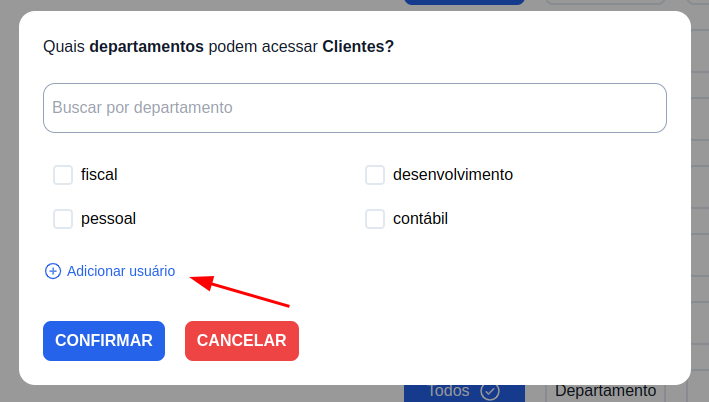 Quais departamentos podem acessar Clientes?
Buscar por departamento
fiscal
desenvolvimento
pessoal
contábil
Adicionar usuário
CONFIRMAR
CANCELAR
Todos
Departamento